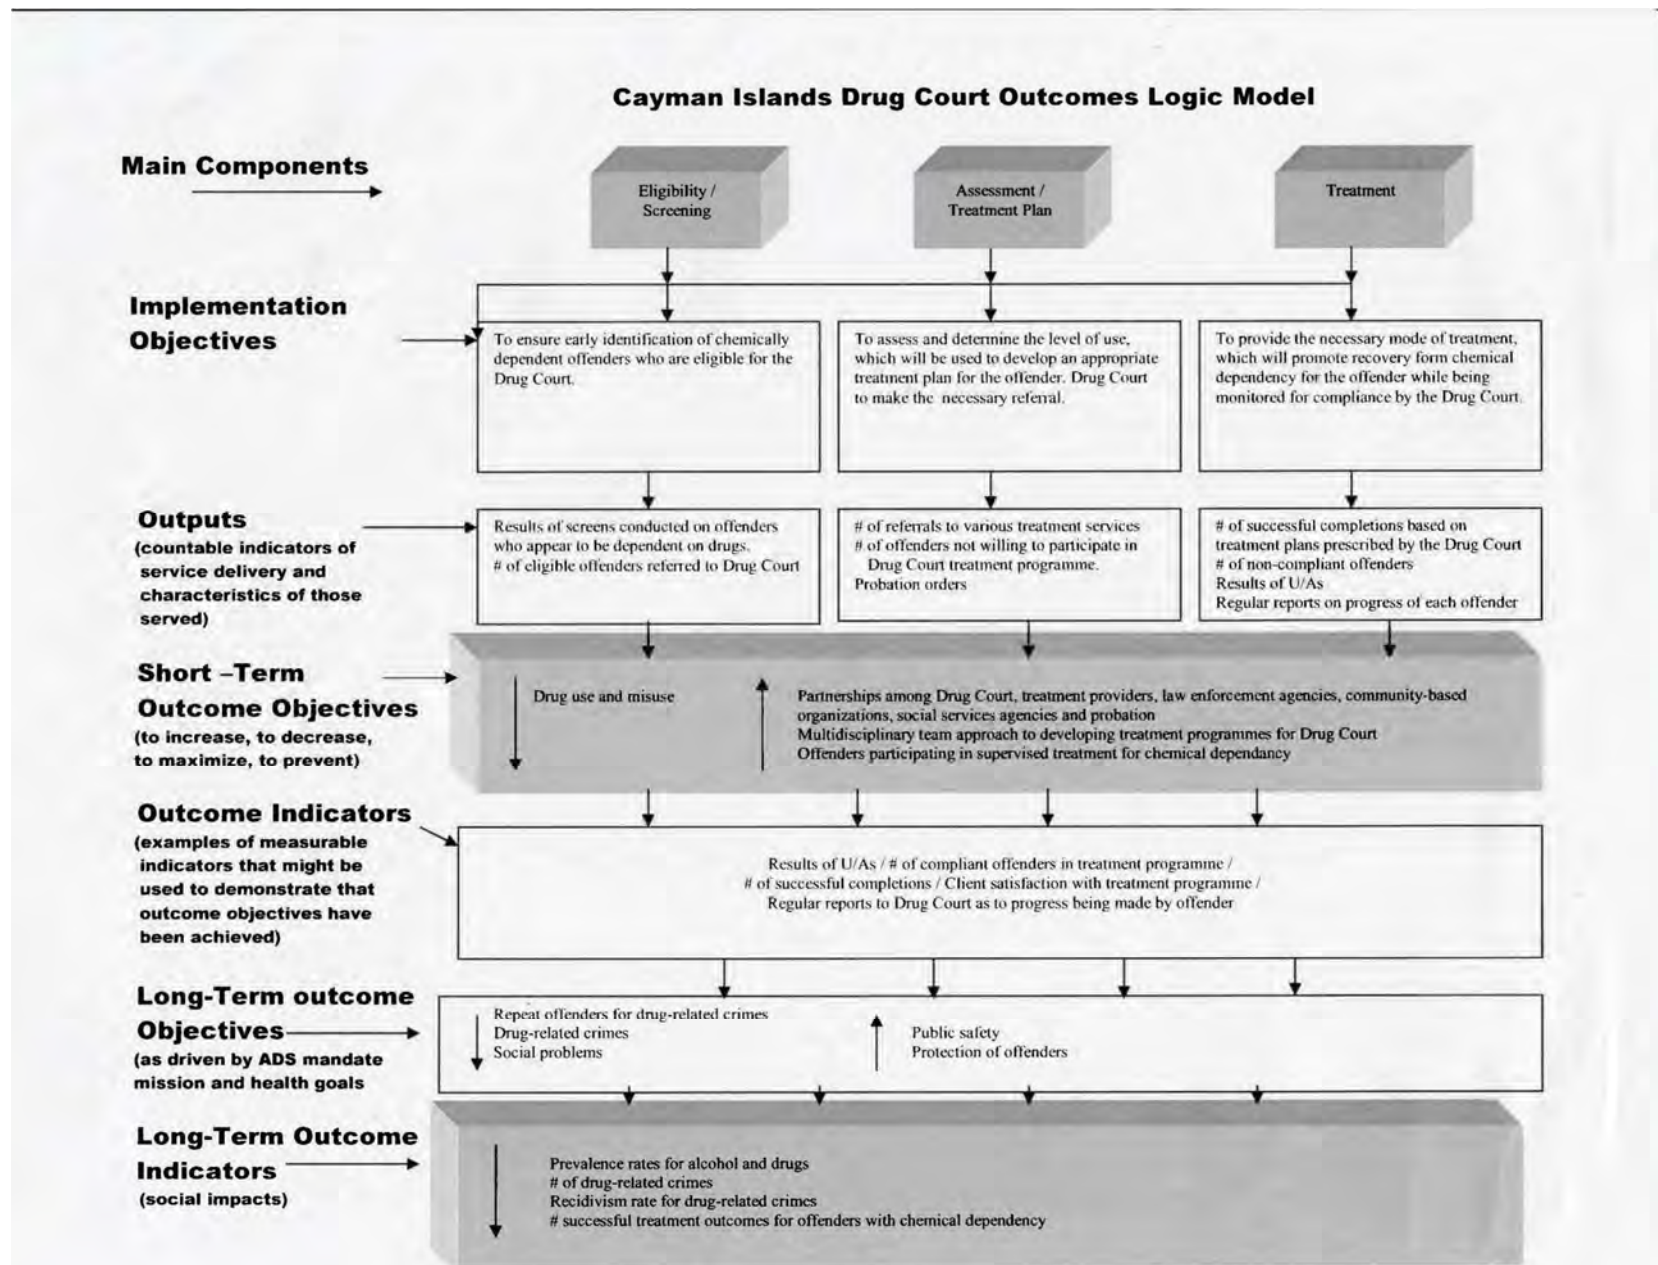 Cayman Islands Drug Court Outcomes Logic Model
Main Components
Eligibility /
Screening
Assessment /
Treatment Plan
Treatment
Implementation
Objectives
To ensure early identification of chemically
dependent offenders who are eligible for the
Drug Court.
To assess and determine the level of use,
which will be used to develop an appropriate
treatment plan for the offender. Drug Court
to make the necessary referral.
To provide the necessary mode of treatment,
which will promote recovery form chemical
dependency for the offender while being
monitored for compliance by the Drug Court.
Outputs
(countable indicators of
service delivery and
characteristics of those
served)
Results of screens conducted on offenders
who appear to be dependent on drugs.
# of eligible offenders referred to Drug Court
# of referrals to various treatment services
# of offenders not willing to participate in
Drug Court treatment programme.
Probation orders
# of successful completions based on
treatment plans prescribed by the Drug Court
# of non-compliant offenders
Results of U/As
Regular reports on progress of each offender
Short –Term
Outcome Objectives
(to increase, to decrease,
to maximize, to prevent)
Drug use and misuse
Partnerships among Drug Court, treatment providers, law enforcement agencies, community-based
organizations, social services agencies and probation
Multidisciplinary team approach to developing treatment programmes for Drug Court
Offenders participating in supervised treatment for chemical dependancy
Outcome Indicators
(examples of measurable
indicators that might be
used to demonstrate that
outcome objectives have
been achieved)
Results of U/As / # of compliant offenders in treatment programme /
# of successful completions / Client satisfaction with treatment programme /
Regular reports to Drug Court as to progress being made by offender
Long-Term outcome
Objectives
(as driven by ADS mandate
mission and health goals
Repeat offenders for drug-related crimes
Drug-related crimes
Social problems
Public safety
Protection of offenders
Long-Term Outcome
Indicators
(social impacts)
Prevalence rates for alcohol and drugs
# of drug-related crimes
Recidivism rate for drug-related crimes
# successful treatment outcomes for offenders with chemical dependency